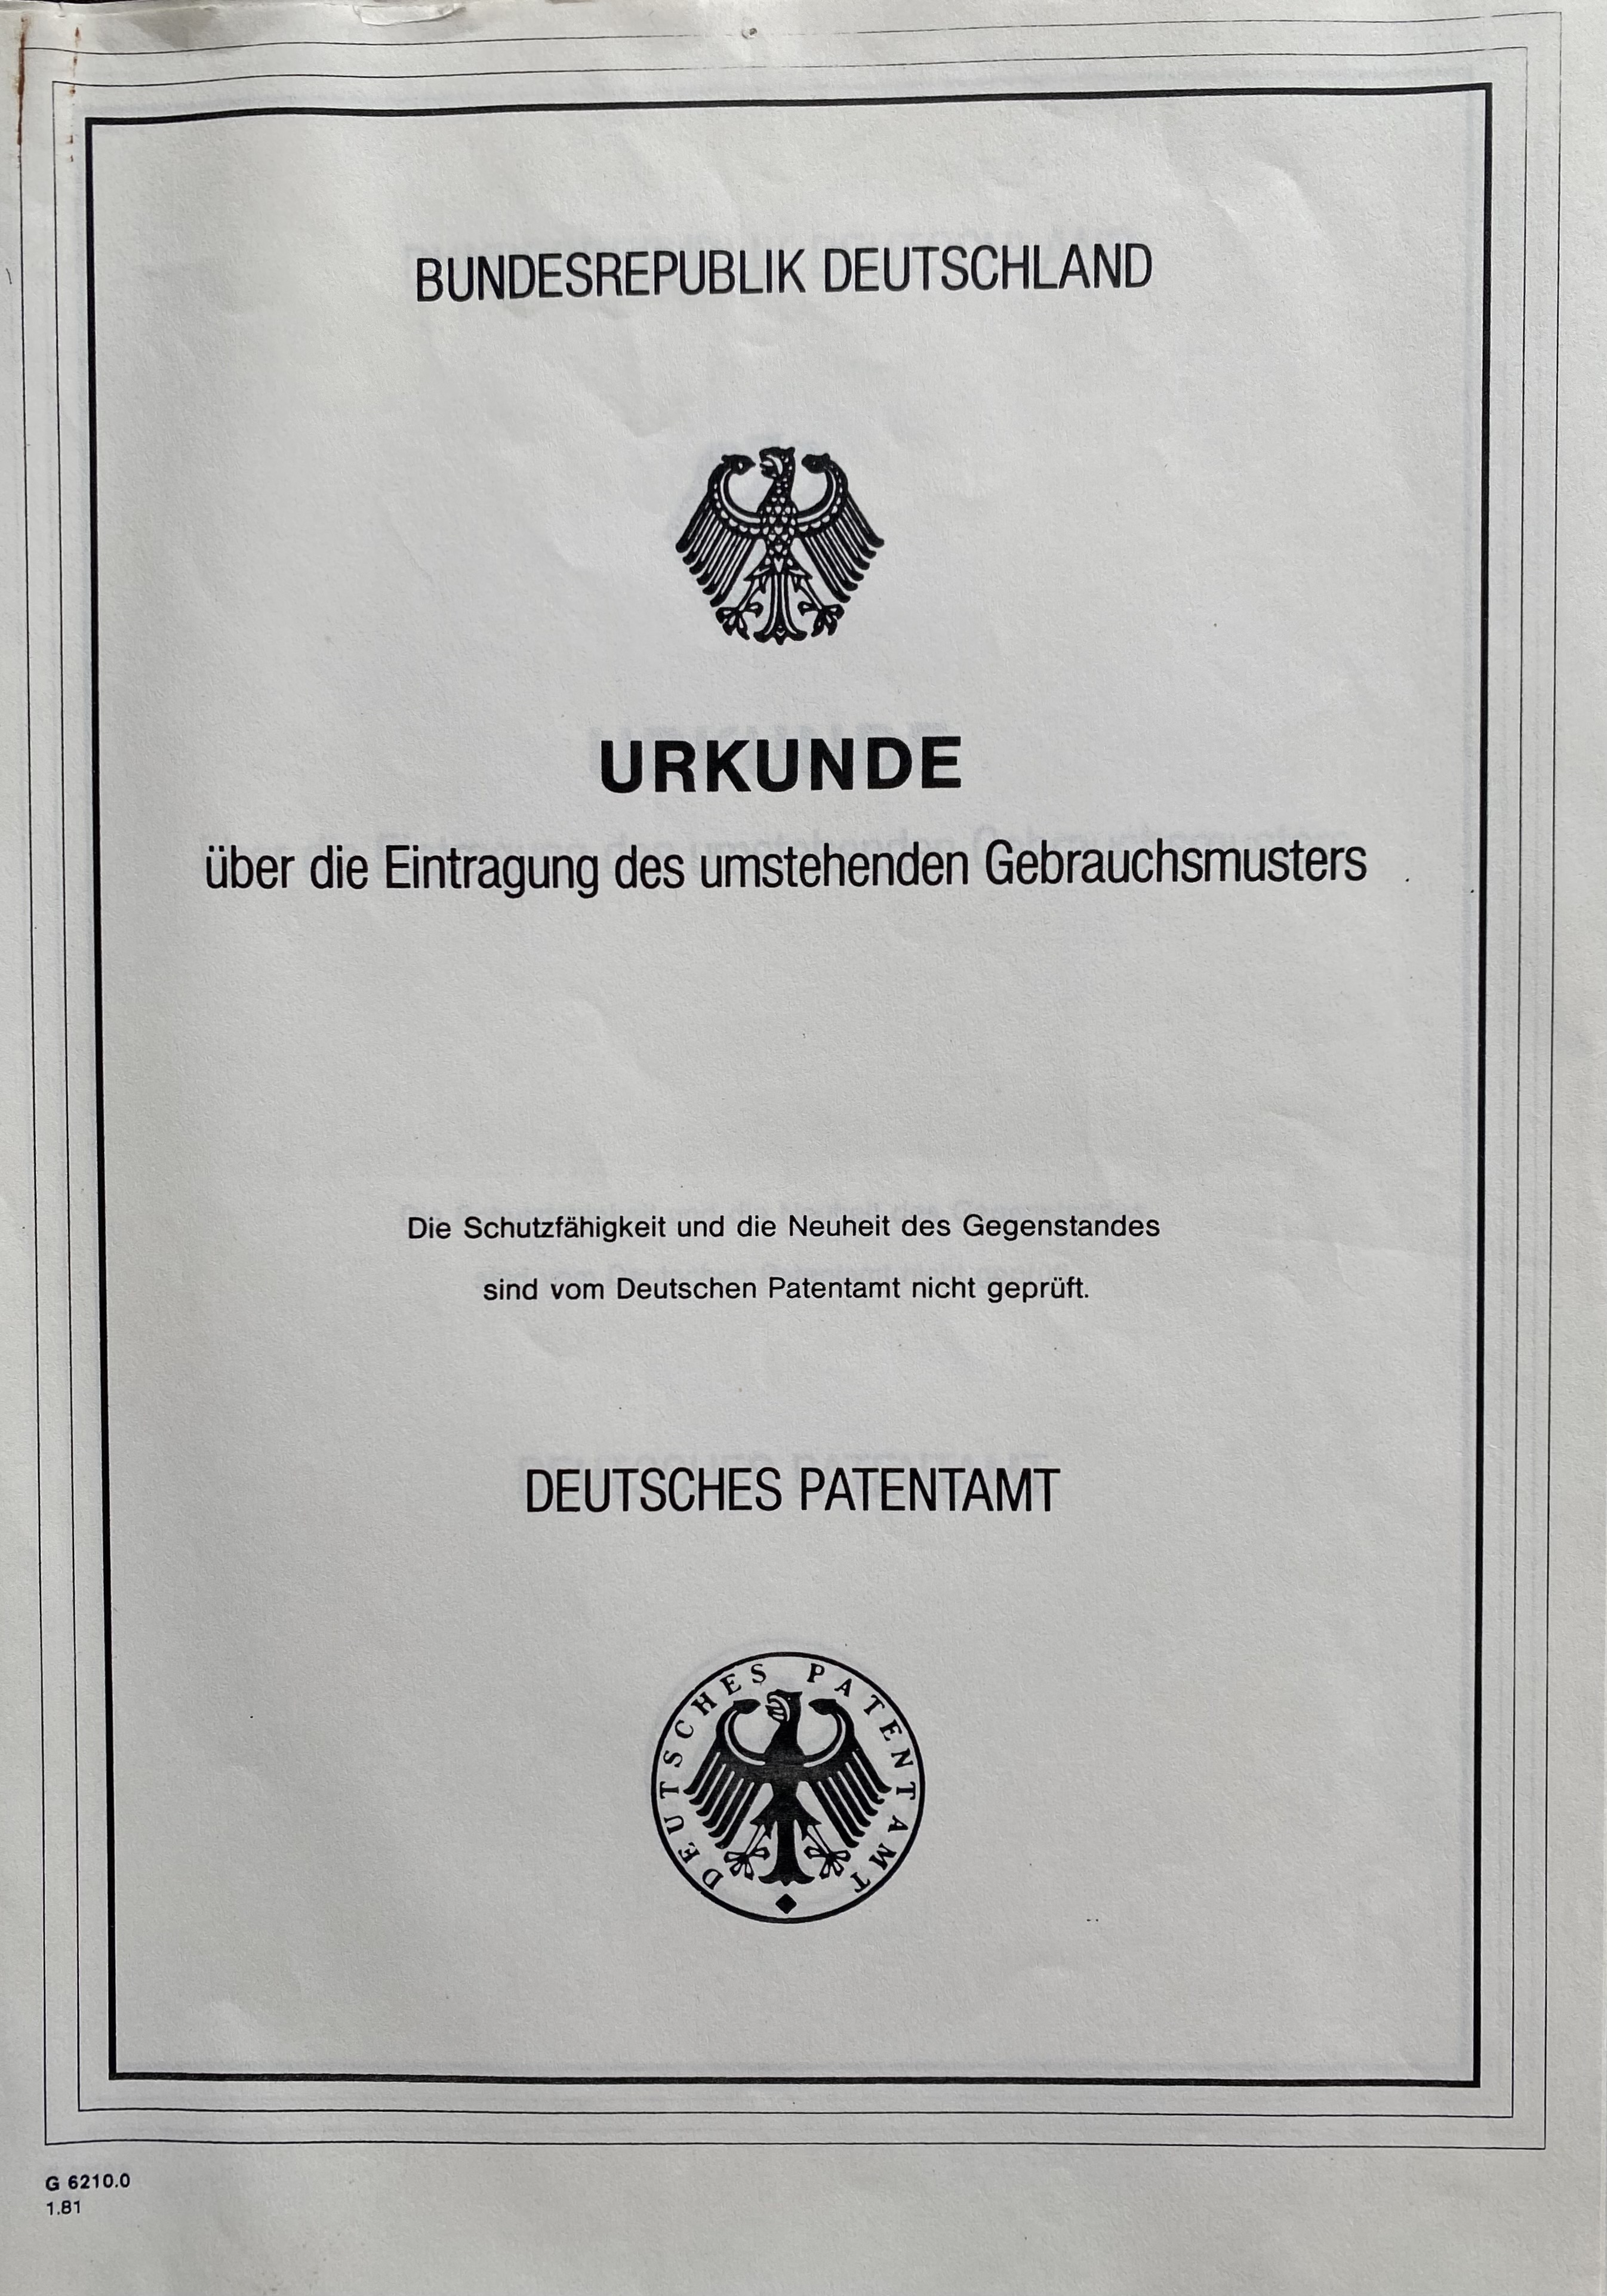 BUNDESREPUBLIK DEUTSCHLAND
URKUNDE
über die Eintragung des umstehenden Gebrauchsmusters
Die Schutzfähigkeit und die Neuheit des Gegenstandes
sind vom Deutschen Patentamt nicht geprüft.
DEUTSCHES PATENTAMT
DEUTSCHES PATENTAMT
G 6210.0
1.81